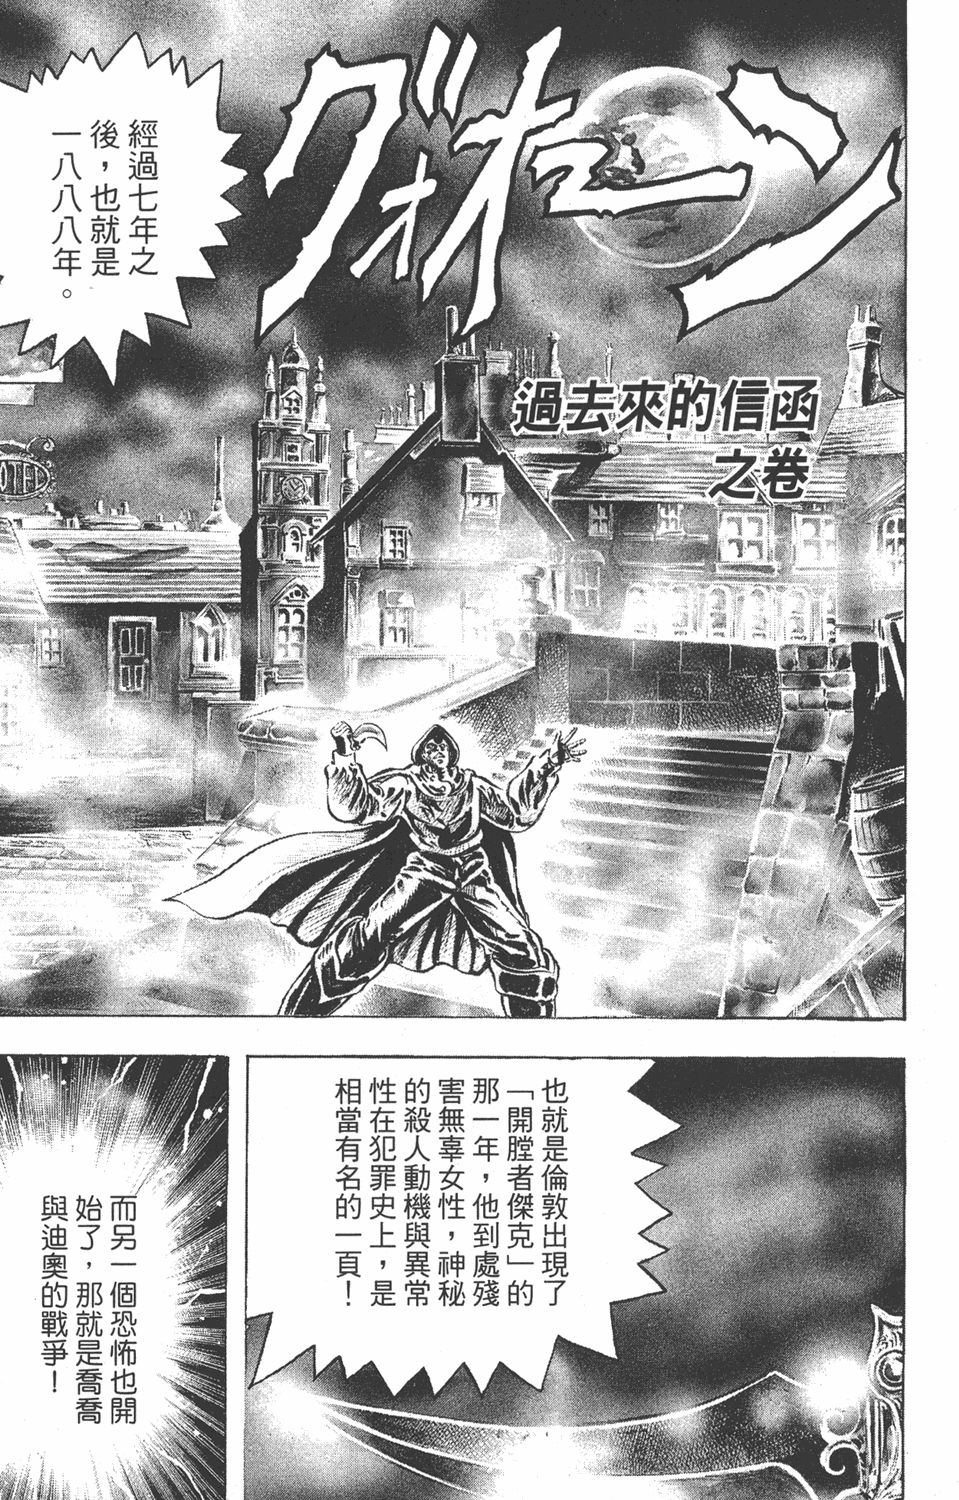 グォオーン
過去來的信函
之卷
經過七年之
後，也就是
一八八八年。
也就是倫敦出現了
「開膛者傑克」的
那一年，他到處殘
害無辜女性，神秘
的殺人動機與異常
性在犯罪史上，是
相當有名的一頁！
而另一個恐怖也開
始了，那就是喬喬
與迪奧的戰爭！